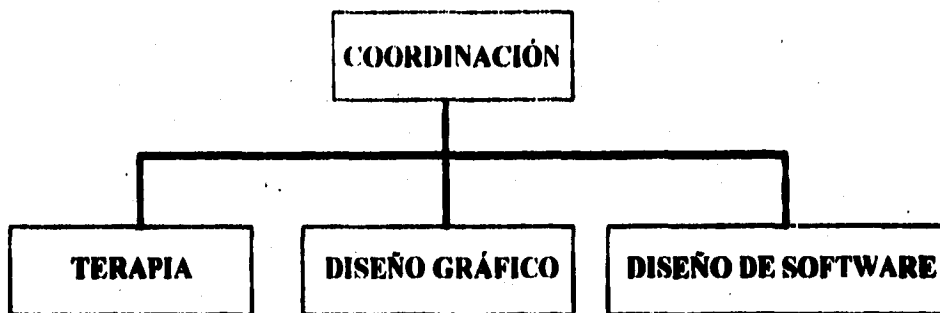 COORDINACIÓN
TERAPIA
DISEÑO GRÁFICO
DISEÑO DE SOFTWARE